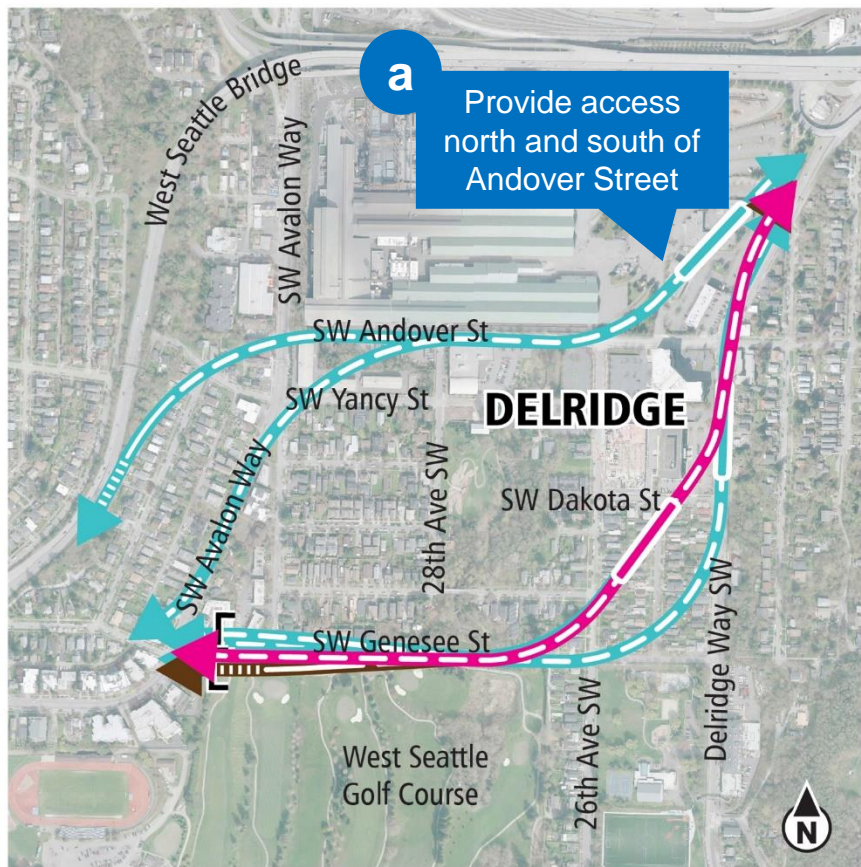 a
Provide access
north and south of
Andover Street
West Seattle Bridge
SW Avalon Way
SW Andover St
SW Yancy St
DELRIDGE
SW Avalon Way
28th Ave SW
SW Dakota St
SW Genesee St
Delridge Way SW
26th Ave SW
West Seattle
Golf Course
N